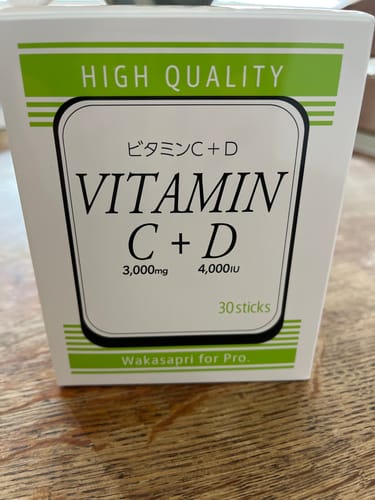 HIGH QUALITY
ビタミンC+D
VITAMIN
C + D
3,000mg 4,000IU
30sticks
Wakasapri for Pro.